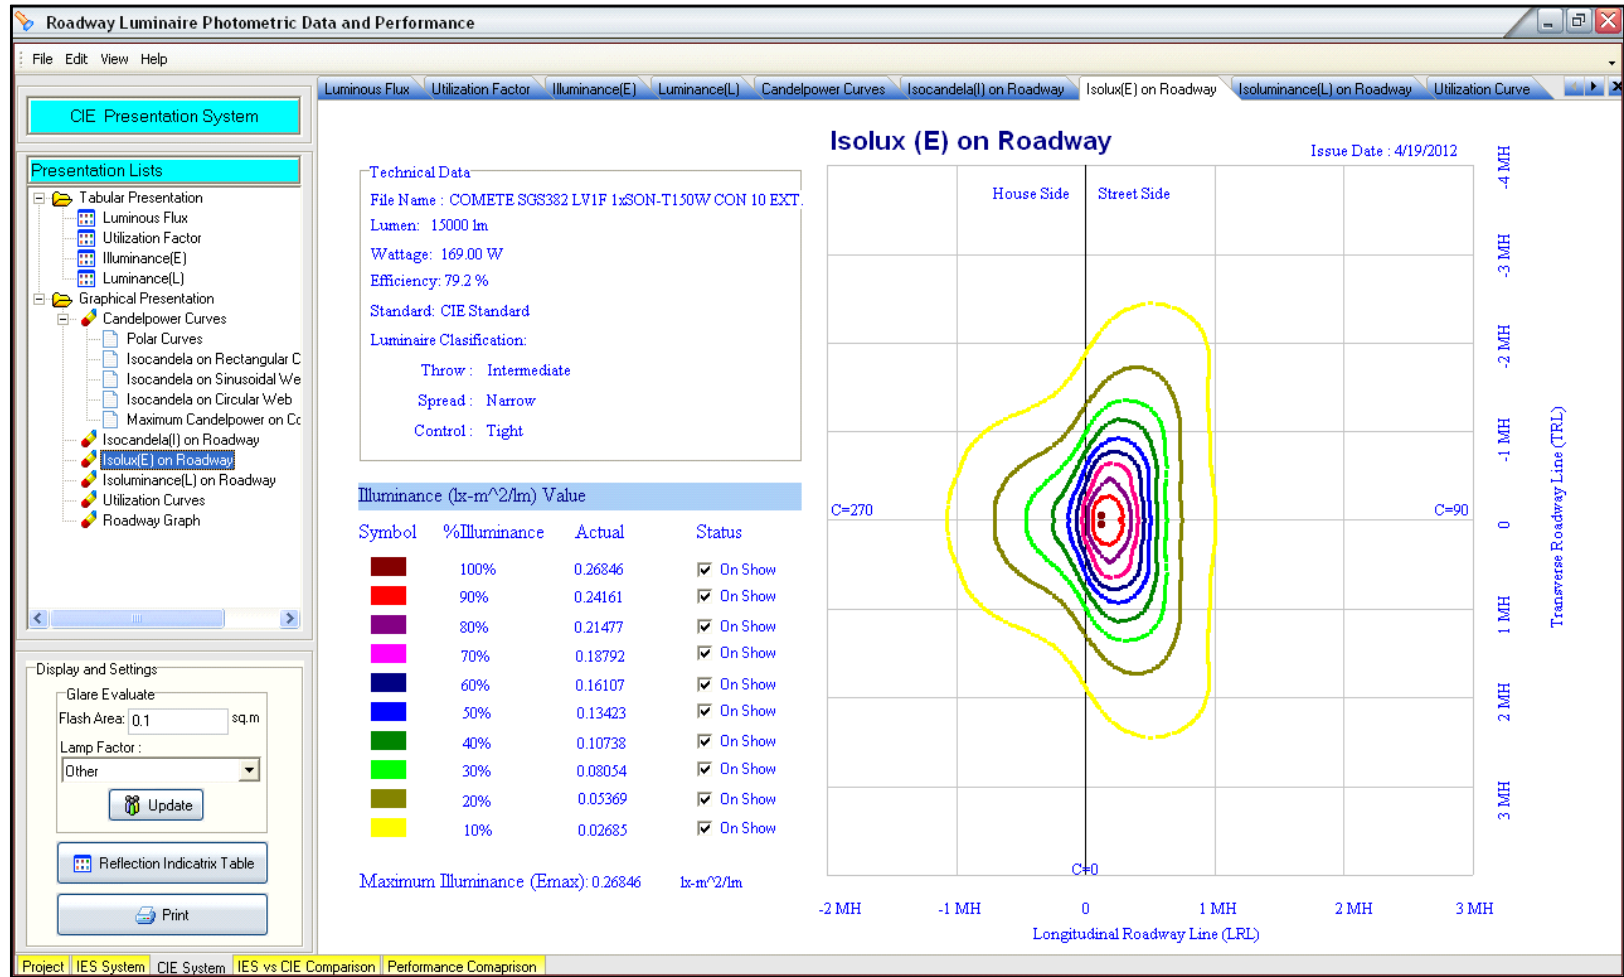 Roadway Luminaire Photometric Data and Performance
File Edit View Help
Luminous Flux Utilization Factor Illuminance(E) Luminance(L) Candelpower Curves Isocandela(I) on Roadway Isolux(E) on Roadway Isoluminance(L) on Roadway Utilization Curve
CIE Presentation System
Presentation Lists
Tabular Presentation
Luminous Flux
Utilization Factor
Illuminance(E)
Luminance(L)
Graphical Presentation
Candelpower Curves
Polar Curves
Isocandela on Rectangular C
Isocandela on Sinusoidal We
Isocandela on Circular Web
Maximum Candelpower on Co
Isocandela(I) on Roadway
Isolux(E) on Roadway
Isoluminance(L) on Roadway
Utilization Curves
Roadway Graph
Display and Settings
Glare Evaluate
Flash Area: 0.1 sq.m
Lamp Factor :
Other
Update
Reflection Indicatrix Table
Print
Technical Data
File Name : COMETE SGS382 LV1F 1xSON-T150W CON 10 EXT.
Lumen: 15000 lm
Wattage: 169.00 W
Efficiency: 79.2 %
Standard: CIE Standard
Luminaire Clasification:
Throw : Intermediate
Spread : Narrow
Control : Tight
Illuminance (lx-m^2/lm) Value
Symbol %Illuminance Actual Status
100% 0.26846 On Show
90% 0.24161 On Show
80% 0.21477 On Show
70% 0.18792 On Show
60% 0.16107 On Show
50% 0.13423 On Show
40% 0.10738 On Show
30% 0.08054 On Show
20% 0.05369 On Show
10% 0.02685 On Show
Maximum Illuminance (Emax): 0.26846 lx-m^2/lm
Isolux (E) on Roadway
Issue Date : 4/19/2012
House Side Street Side
C=270 C=90
C=0
-4 MH
-3 MH
-2 MH
-1 MH
0
1 MH
2 MH
3 MH
Transverse Roadway Line (TRL)
-2 MH -1 MH 0 1 MH 2 MH 3 MH
Longitudinal Roadway Line (LRL)
Project IES System CIE System IES vs CIE Comparison Performance Comaprison